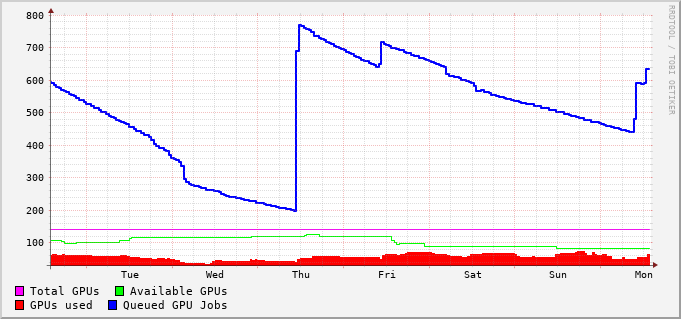 800
700
600
500
400
300
200
100
Tue Wed Thu Fri Sat Sun Mon
Total GPUs Available GPUs
GPUs used Queued GPU Jobs
RRDTOOL / TOBI OETIKER